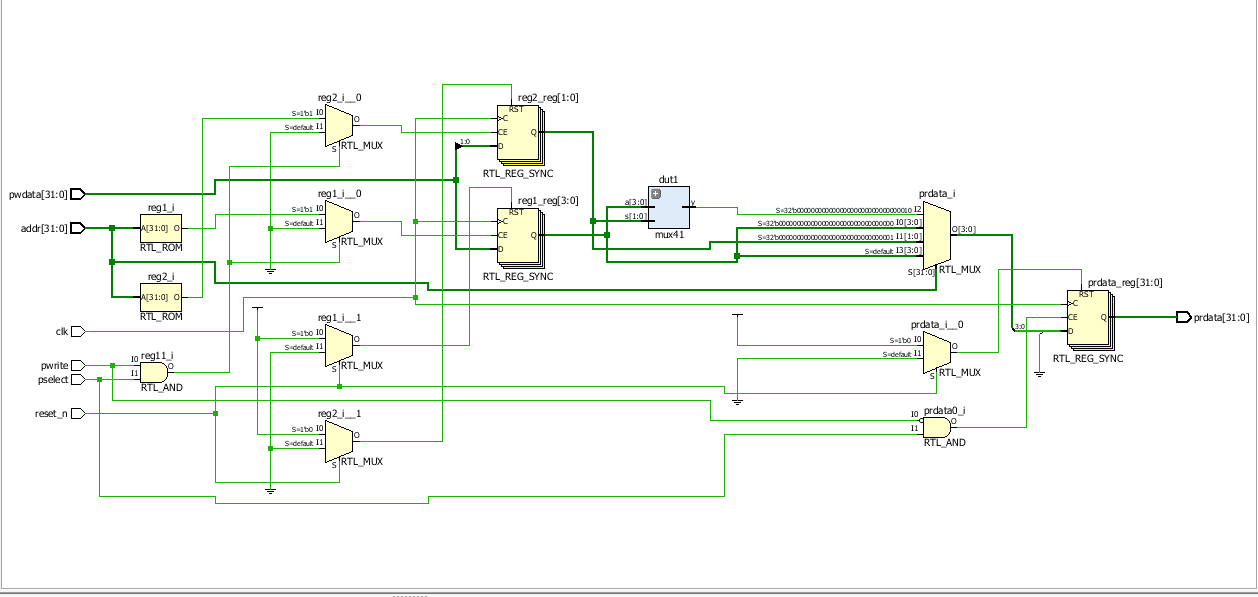 reg2_i__0
S=1'b1 I0
S=default I1
O
S
RTL_MUX
reg2_reg[1:0]
RST
C
CE
D
Q
1:0
RTL_REG_SYNC
pwdata[31:0]
addr[31:0]
reg1_i
A[31:0] O
RTL_ROM
reg2_i
A[31:0] O
RTL_ROM
reg1_i__0
S=1'b1 I0
S=default I1
O
S
RTL_MUX
reg1_reg[3:0]
RST
C
CE
D
Q
RTL_REG_SYNC
dut1
a[3:0]
s[1:0]
y
mux41
prdata_i
S=32'b00000000000000000000000000000010 I2
S=32'b00000000000000000000000000000000 I0[3:0]
S=32'b00000000000000000000000000000001 I1[1:0]
S=default I3[3:0]
O[3:0]
S[31:0]
RTL_MUX
clk
pwrite
pselect
reset_n
reg11_i
I0
I1
O
RTL_AND
reg1_i__1
S=1'b0 I0
S=default I1
O
S
RTL_MUX
reg2_i__1
S=1'b0 I0
S=default I1
O
S
RTL_MUX
prdata_i__0
S=1'b0 I0
S=default I1
O
S
RTL_MUX
prdata0_i
I0
I1
O
RTL_AND
prdata_reg[31:0]
RST
C
CE
D
Q
3:0
RTL_REG_SYNC
prdata[31:0]